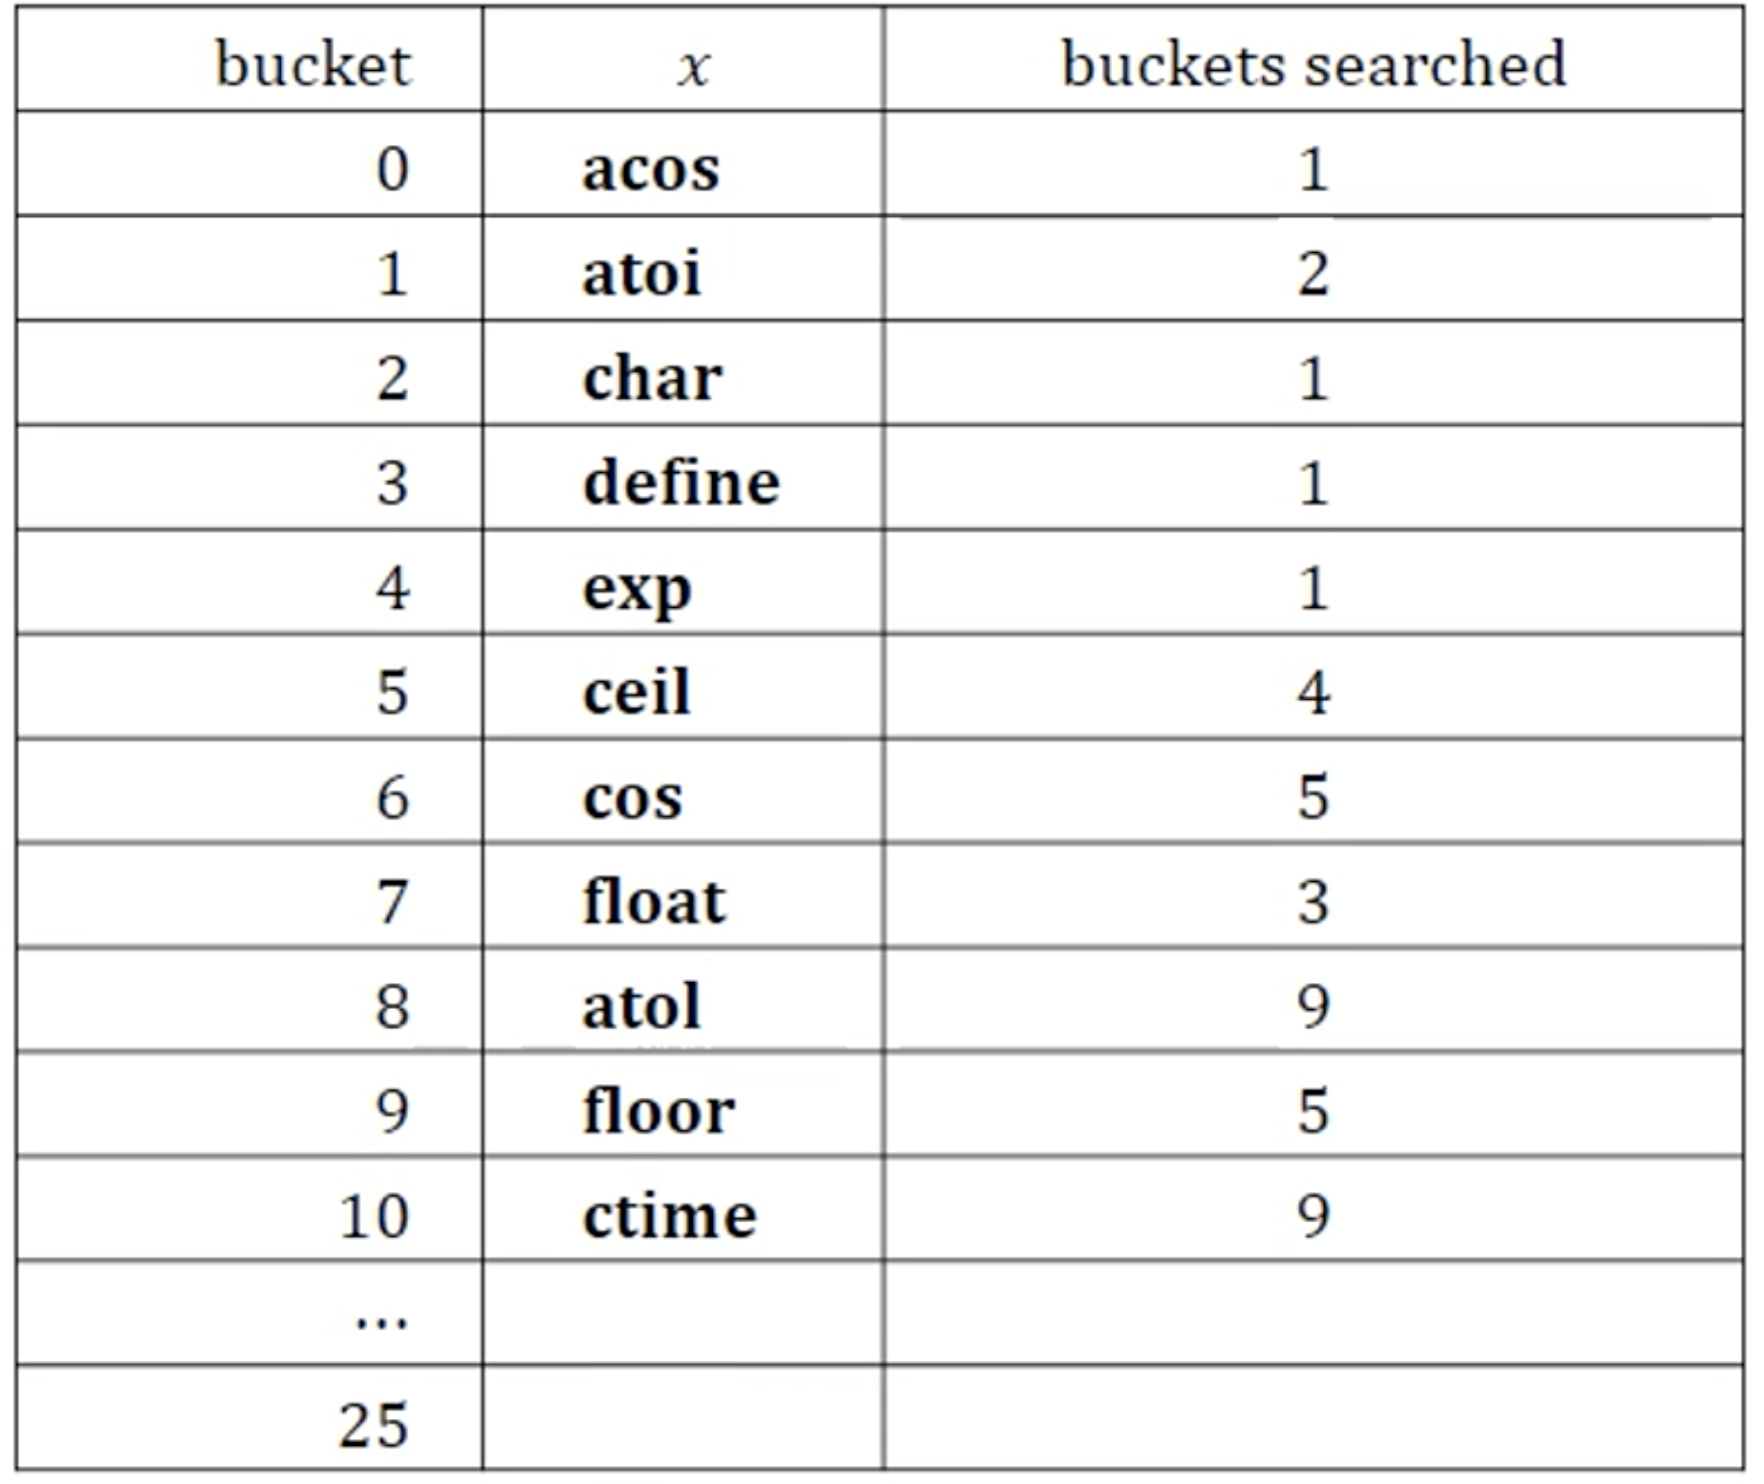 bucket x buckets searched
0 acos 1
1 atoi 2
2 char 1
3 define 1
4 exp 1
5 ceil 4
6 cos 5
7 float 3
8 atol 9
9 floor 5
10 ctime 9
...
25